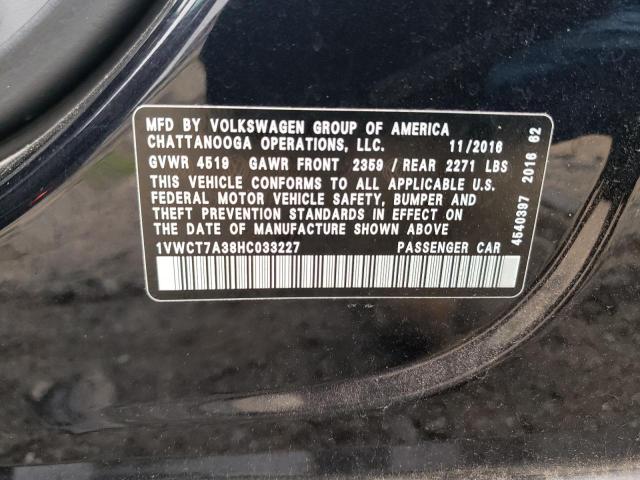 MFD BY VOLKSWAGEN GROUP OF AMERICA
CHATTANOOGA OPERATIONS, LLC. 11/2016
GVWR 4519 GAWR FRONT 2359 / REAR 2271 LBS
THIS VEHICLE CONFORMS TO ALL APPLICABLE U.S.
FEDERAL MOTOR VEHICLE SAFETY, BUMPER AND
THEFT PREVENTION STANDARDS IN EFFECT ON
THE DATE OF MANUFACTURE SHOWN ABOVE
1VWCT7A38HC033227 PASSENGER CAR
4540397 2016 62